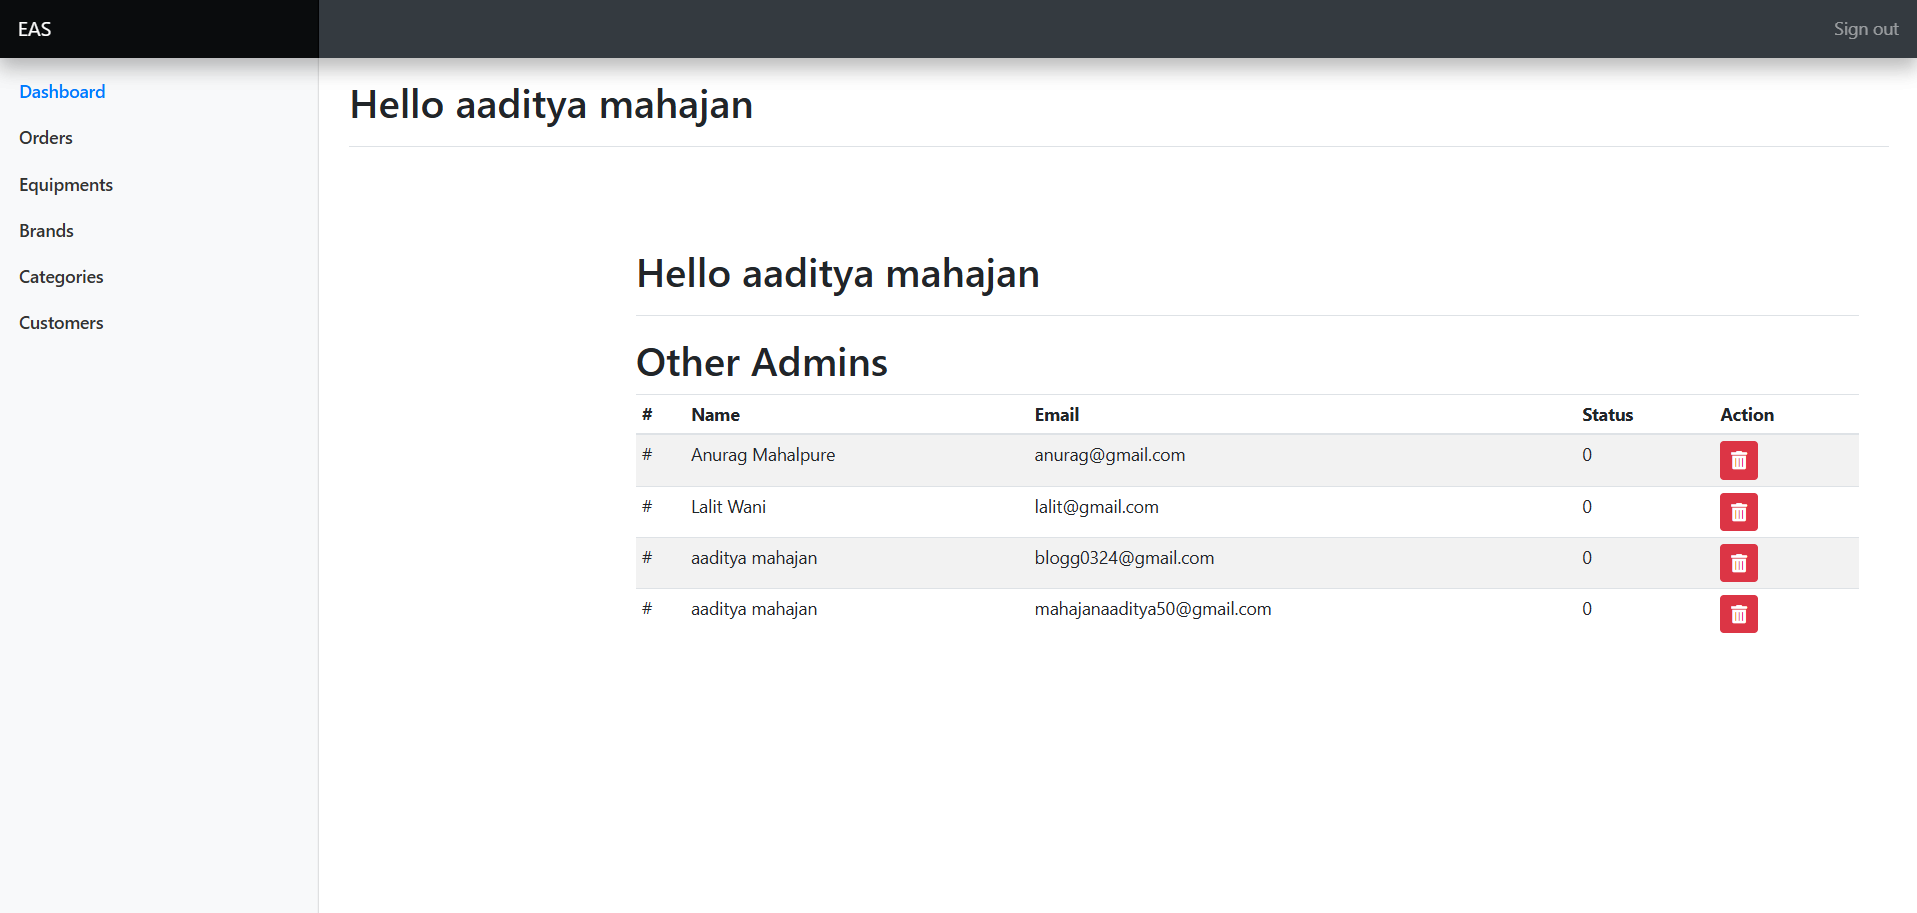 EAS
Sign out
Dashboard
Orders
Equipments
Brands
Categories
Customers
Hello aaditya mahajan
Hello aaditya mahajan
Other Admins
# Name Email Status Action
# Anurag Mahalpure anurag@gmail.com 0
# Lalit Wani lalit@gmail.com 0
# aaditya mahajan blogg0324@gmail.com 0
# aaditya mahajan mahajanaaditya50@gmail.com 0